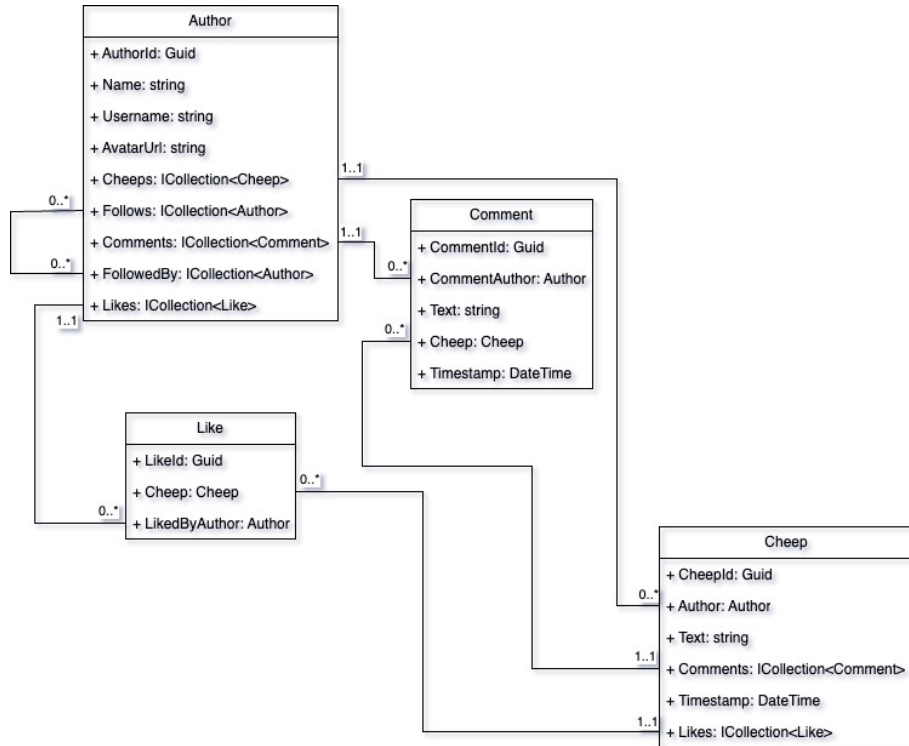 Author
+ AuthorId: Guid
+ Name: string
+ Username: string
+ AvatarUrl: string
+ Cheeps: ICollection<Cheep>
+ Follows: ICollection<Author>
+ Comments: ICollection<Comment>
+ FollowedBy: ICollection<Author>
+ Likes: ICollection<Like>
0..*
0..*
1..1
1..1
1..1
Comment
+ CommentId: Guid
+ CommentAuthor: Author
+ Text: string
+ Cheep: Cheep
+ Timestamp: DateTime
0..*
0..*
Like
+ LikeId: Guid
+ Cheep: Cheep
+ LikedByAuthor: Author
0..*
0..*
Cheep
+ CheepId: Guid
+ Author: Author
+ Text: string
+ Comments: ICollection<Comment>
+ Timestamp: DateTime
+ Likes: ICollection<Like>
0..*
1..1
1..1